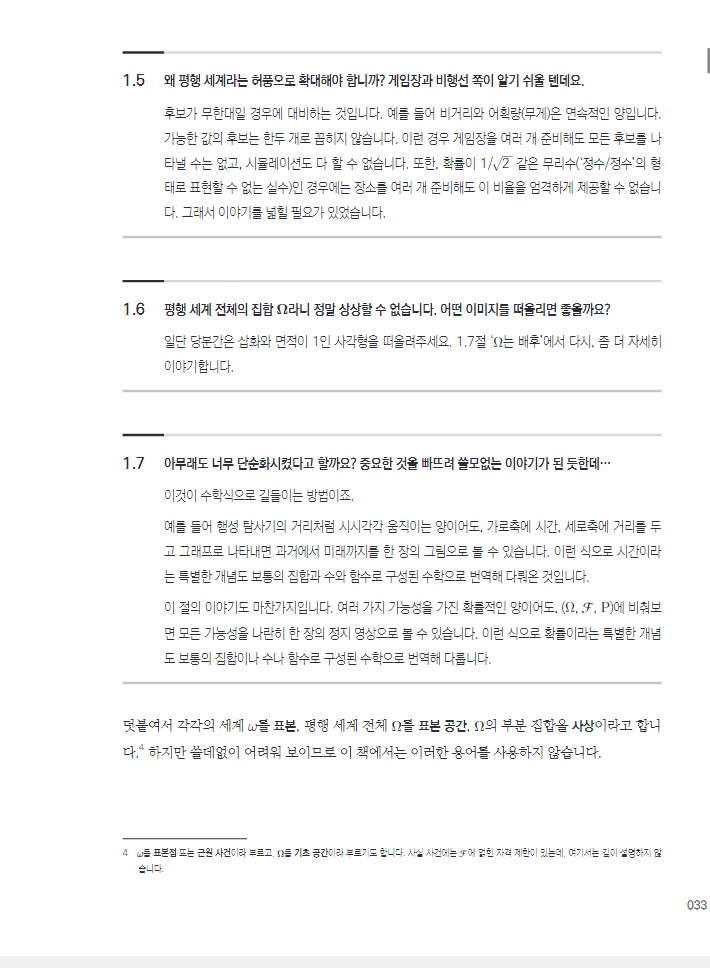 1.5 왜 평행 세계라는 허풍으로 확대해야 합니까? 게임장과 비행선 쪽이 알기 쉬울 텐데요.
후보가 무한대일 경우에 대비하는 것입니다. 예를 들어 비거리와 어획량(무게)은 연속적인 양입니다.
가능한 값의 후보는 한두 개로 꼽히지 않습니다. 이런 경우 게임장을 여러 개 준비해도 모든 후보를 나
타낼 수는 없고, 시뮬레이션도 다 할 수 없습니다. 또한, 확률이 1/√2 같은 무리수(‘정수/정수’의 형
태로 표현할 수 없는 실수)인 경우에는 장소를 여러 개 준비해도 이 비율을 엄격하게 제공할 수 없습니
다. 그래서 이야기를 넓힐 필요가 있었습니다.
1.6 평행 세계 전체의 집합 Ω라니 정말 상상할 수 없습니다. 어떤 이미지를 떠올리면 좋을까요?
일단 당분간은 삽화와 면적이 1인 사각형을 떠올려주세요. 1.7절 ‘Ω는 배후’에서 다시, 좀 더 자세히
이야기합니다.
1.7 아무래도 너무 단순화시켰다고 할까요? 중요한 것을 빠뜨려 쓸모없는 이야기가 된 듯한데…
이것이 수학식으로 길들이는 방법이죠.
예를 들어 행성 탐사기의 거리처럼 시시각각 움직이는 양이어도, 가로축에 시간, 세로축에 거리를 두
고 그래프로 나타내면 과거에서 미래까지를 한 장의 그림으로 볼 수 있습니다. 이런 식으로 시간이라
는 특별한 개념도 보통의 집합과 수와 함수로 구성된 수학으로 번역해 다뤄온 것입니다.
이 절의 이야기도 마찬가지입니다. 여러 가지 가능성을 가진 확률적인 양이어도, (Ω, ℱ, P)에 비춰보
면 모든 가능성을 나란히 한 장의 정지 영상으로 볼 수 있습니다. 이런 식으로 확률이라는 특별한 개념
도 보통의 집합이나 수나 함수로 구성된 수학으로 번역해 다룹니다.
덧붙여서 각각의 세계 ω를 표본, 평행 세계 전체 Ω를 표본 공간, Ω의 부분 집합을 사상이라고 합니
다.4 하지만 쓸데없이 어려워 보이므로 이 책에서는 이러한 용어를 사용하지 않습니다.
4 ω를 표본점 또는 근원 사건이라 부르고, Ω를 기초 공간이라 부르기도 합니다. 사실 사건에는 ℱ에 얽힌 자격 제한이 있는데, 여기서는 깊이 설명하지 않
습니다.
033